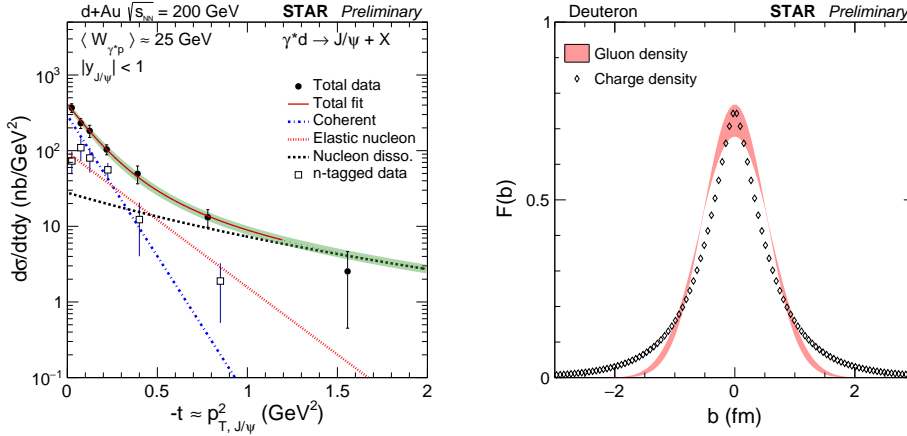 d+Au √s_NN = 200 GeV STAR Preliminary
⟨ W_γ*p ⟩ ≈ 25 GeV γ*d → J/ψ + X
|y_J/ψ| < 1
Total data
Total fit
Coherent
Elastic nucleon
Nucleon disso.
n-tagged data
dσ/dtdy (nb/GeV²)
10³
10²
10
1
10⁻¹
0 0.5 1 1.5 2
-t ≈ p²_T, J/ψ (GeV²)
Deuteron STAR Preliminary
Gluon density
Charge density
F(b)
1
0.5
0
−2 0 2
b (fm)